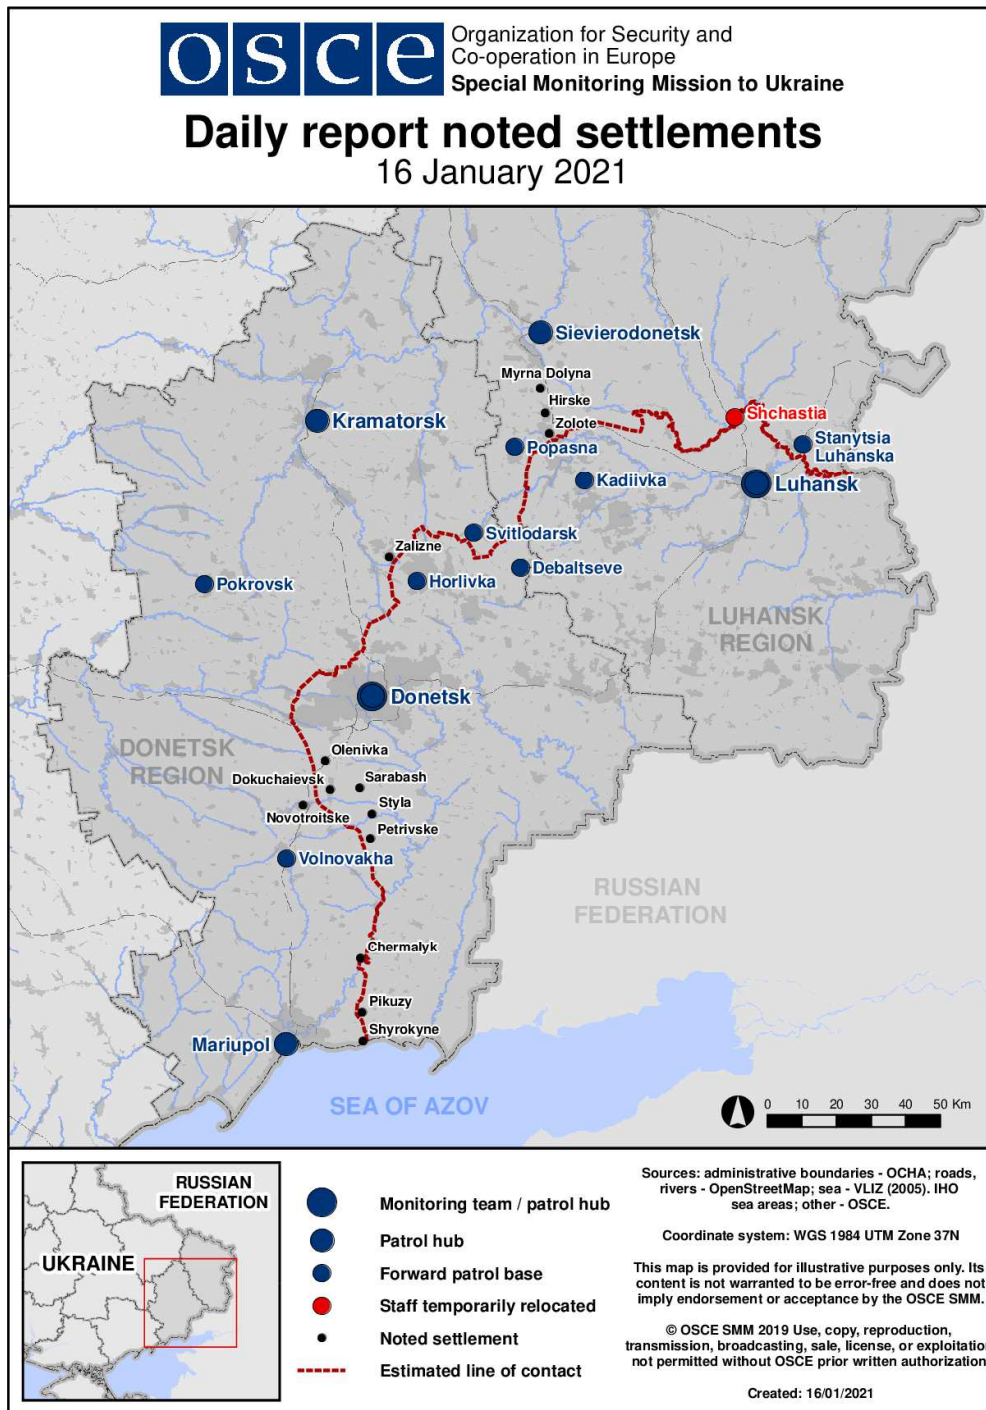 osce
Organization for Security and
Co-operation in Europe
Special Monitoring Mission to Ukraine
Daily report noted settlements
16 January 2021
Sievierodonetsk
Myrna Dolyna
Hirske
Zolote
Kramatorsk
Shchastia
Popasna
Stanytsia
Luhanska
Kadiivka
Luhansk
Svitlodarsk
Zalizne
Debaltseve
Horlivka
Pokrovsk
LUHANSK
REGION
Donetsk
DONETSK
REGION
Olenivka
Dokuchaievsk
Sarabash
Styla
Novotroitske
Petrivske
Volnovakha
RUSSIAN
FEDERATION
Chermalyk
Pikuzy
Shyrokyne
Mariupol
SEA OF AZOV
0 10 20 30 40 50 Km
RUSSIAN
FEDERATION
UKRAINE
Monitoring team / patrol hub
Patrol hub
Forward patrol base
Staff temporarily relocated
Noted settlement
Estimated line of contact
Sources: administrative boundaries - OCHA; roads,
rivers - OpenStreetMap; sea - VLIZ (2005). IHO
sea areas; other - OSCE.
Coordinate system: WGS 1984 UTM Zone 37N
This map is provided for illustrative purposes only. Its
content is not warranted to be error-free and does not
imply endorsement or acceptance by the OSCE SMM.
© OSCE SMM 2019 Use, copy, reproduction,
transmission, broadcasting, sale, license, or exploitation
not permitted without OSCE prior written authorization
Created: 16/01/2021